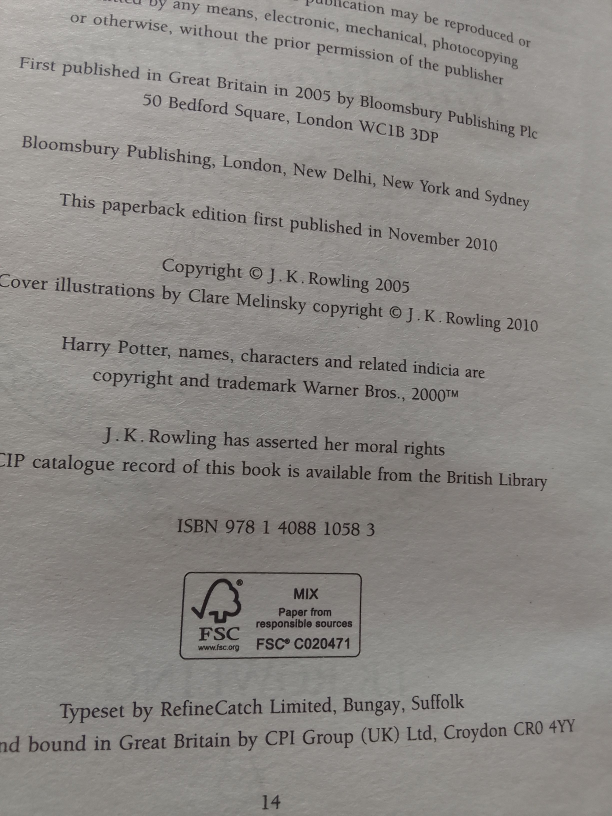 by any means, electronic, mechanical, photocopying
publication may be reproduced or
or otherwise, without the prior permission of the publisher
First published in Great Britain in 2005 by Bloomsbury Publishing Plc
50 Bedford Square, London WC1B 3DP
Bloomsbury Publishing, London, New Delhi, New York and Sydney
This paperback edition first published in November 2010
Copyright © J.K.Rowling 2005
Cover illustrations by Clare Melinsky copyright © J.K.Rowling 2010
Harry Potter, names, characters and related indicia are
copyright and trademark Warner Bros., 2000™
J.K.Rowling has asserted her moral rights
CIP catalogue record of this book is available from the British Library
ISBN 978 1 4088 1058 3
FSC
www.fsc.org
MIX
Paper from
responsible sources
FSC® C020471
Typeset by RefineCatch Limited, Bungay, Suffolk
bound in Great Britain by CPI Group (UK) Ltd, Croydon CR0 4YY
14